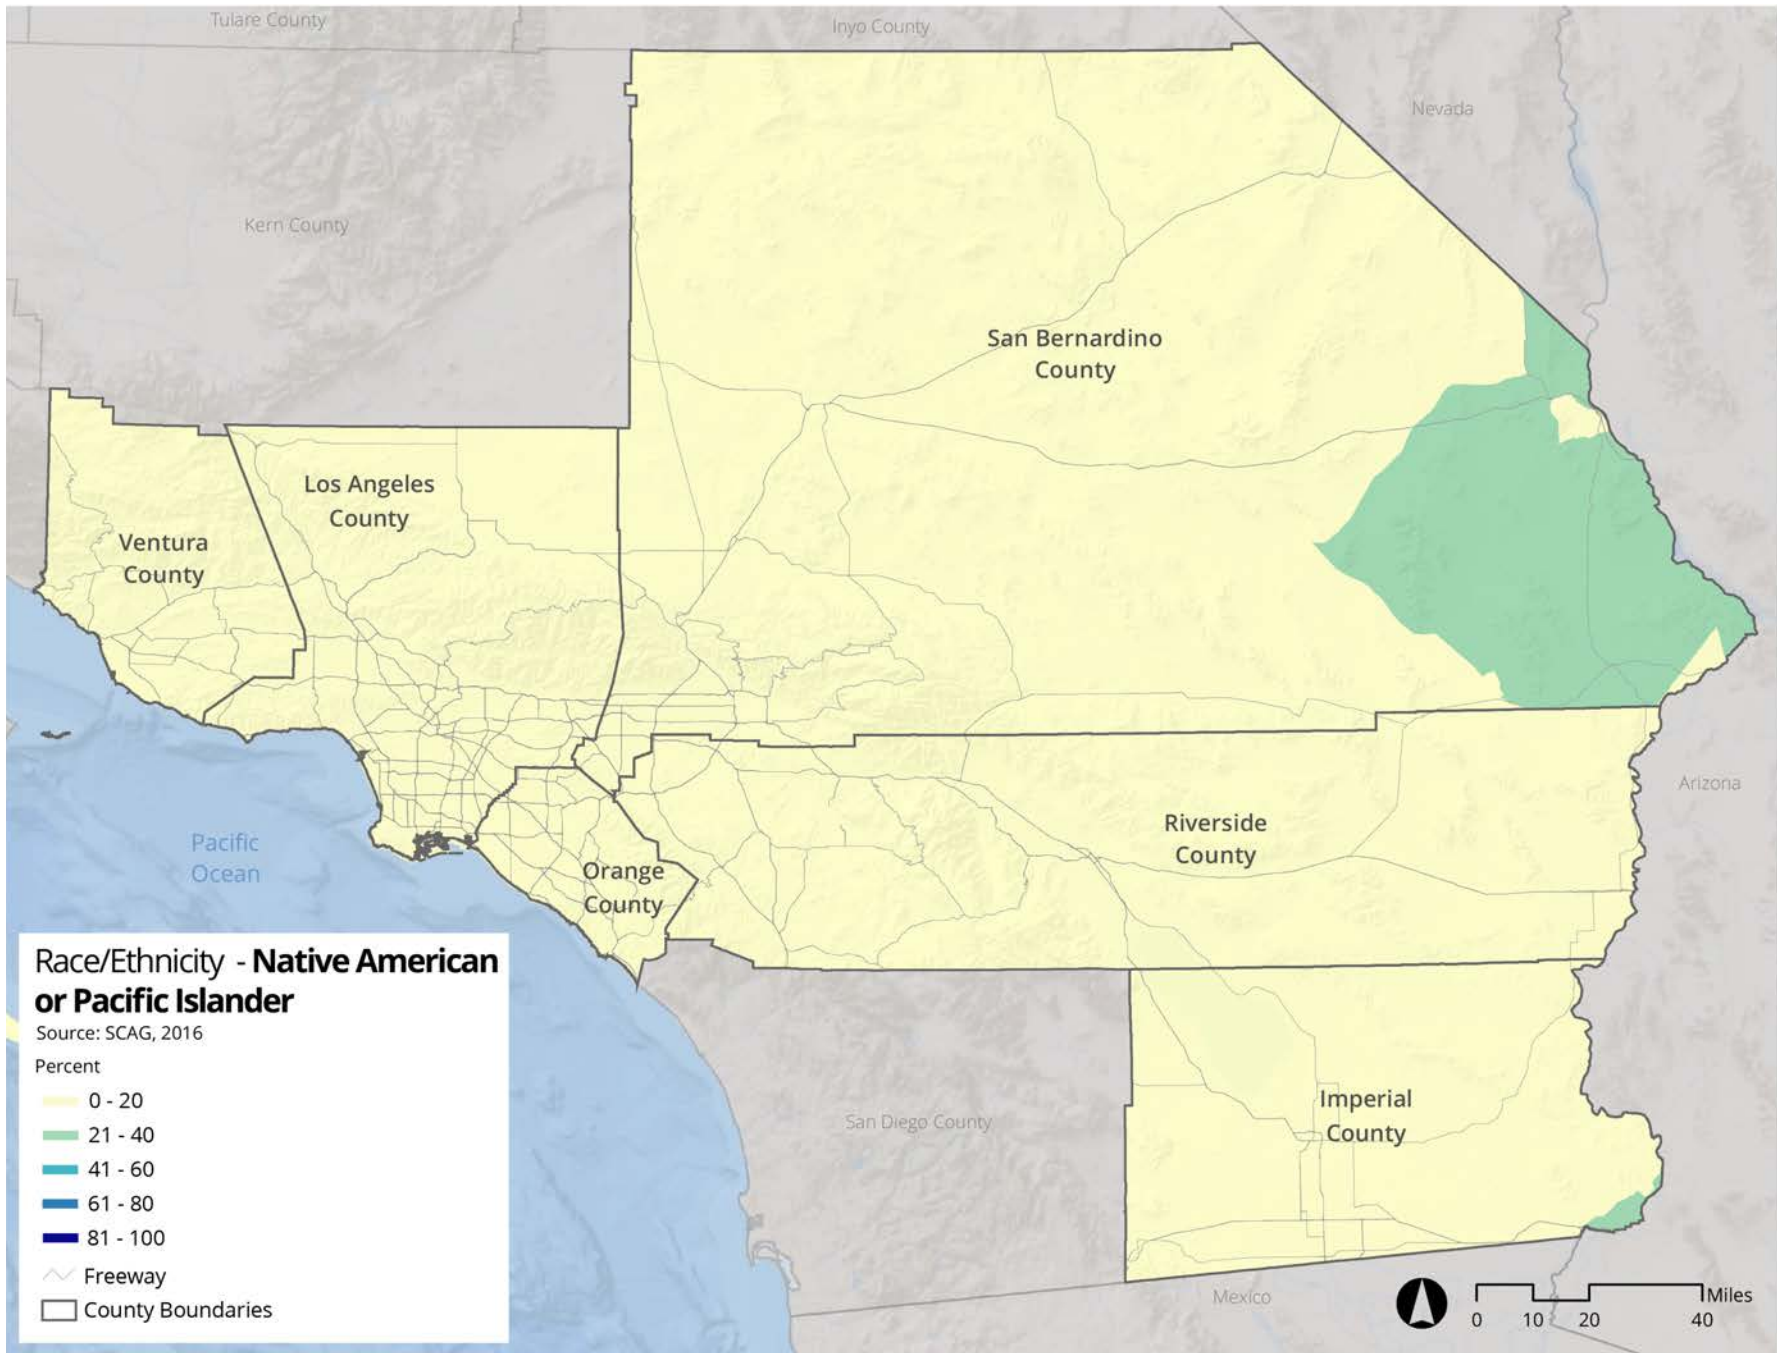 Tulare County
Inyo County
Nevada
Kern County
San Bernardino
County
Los Angeles
County
Ventura
County
Arizona
Riverside
County
Pacific
Ocean
Orange
County
Race/Ethnicity - Native American
or Pacific Islander
Source: SCAG, 2016
Percent
0 - 20
21 - 40
41 - 60
61 - 80
81 - 100
Freeway
County Boundaries
San Diego County
Imperial
County
Mexico
Miles
0 10 20 40